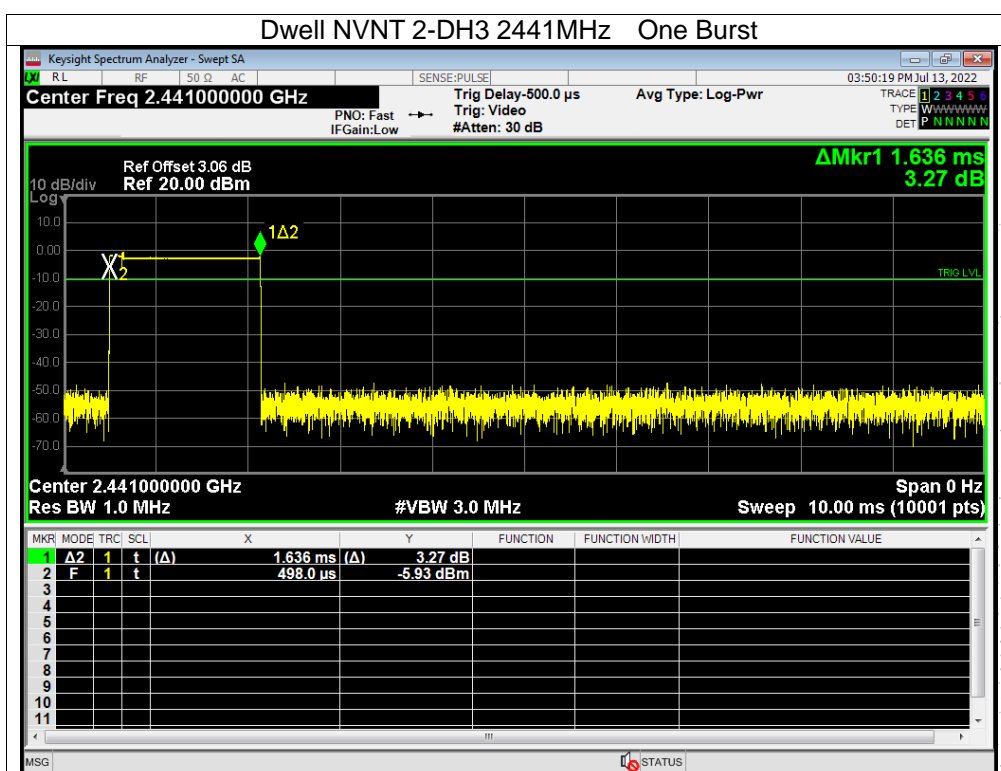 Dwell NVNT 2-DH3 2441MHz One Burst
Keysight Spectrum Analyzer - Swept SA
LXI RL RF 50 Ω AC SENSE:PULSE 03:50:19 PM Jul 13, 2022
Center Freq 2.441000000 GHz Trig Delay-500.0 µs Avg Type: Log-Pwr TRACE 1 2 3 4 5 6
PNO: Fast Trig: Video TYPE WWWWWW
IFGain:Low #Atten: 30 dB DET P N N N N N
ΔMkr1 1.636 ms
3.27 dB
Ref Offset 3.06 dB
10 dB/div Ref 20.00 dBm
Log
10.0
1Δ2
0.00
X2
-10.0
TRIG LVL
-20.0
-30.0
-40.0
-50.0
-60.0
-70.0
Center 2.441000000 GHz Span 0 Hz
Res BW 1.0 MHz #VBW 3.0 MHz Sweep 10.00 ms (10001 pts)
MKR MODE TRC SCL X Y FUNCTION FUNCTION WIDTH FUNCTION VALUE
1 Δ2 1 t (Δ) 1.636 ms (Δ) 3.27 dB
2 F 1 t 498.0 µs -5.93 dBm
3
4
5
6
7
8
9
10
11
MSG STATUS